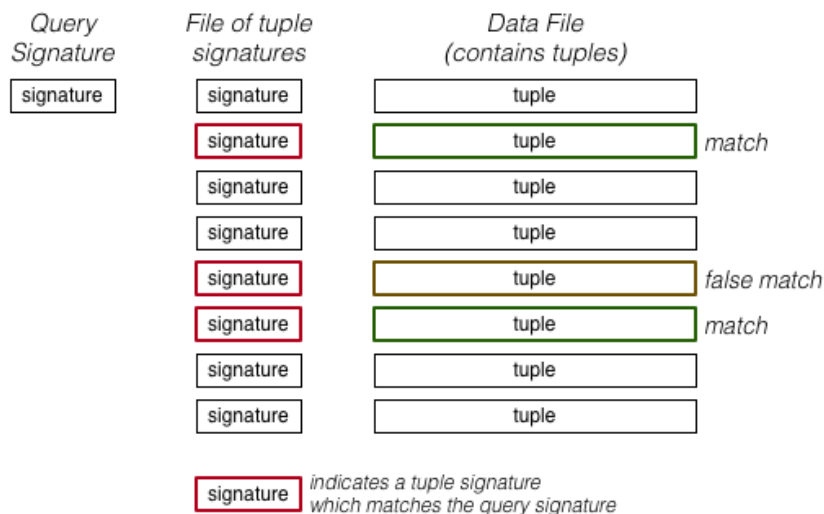 Query
Signature
File of tuple
signatures
Data File
(contains tuples)
signature signature tuple
signature tuple match
signature tuple
signature tuple
signature tuple false match
signature tuple match
signature tuple
signature tuple
signature indicates a tuple signature
which matches the query signature